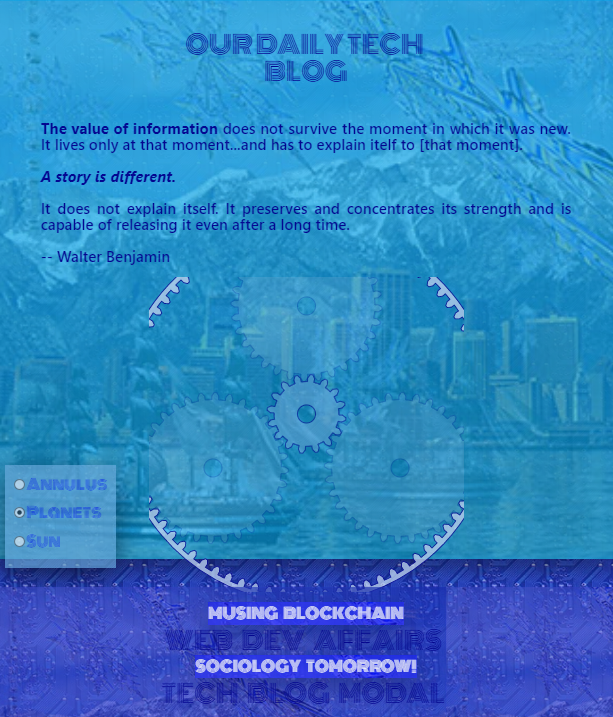 OUR DAILY TECH
BLOG
The value of information does not survive the moment in which it was new.
It lives only at that moment...and has to explain itelf to [that moment].
A story is different.
It does not explain itself. It preserves and concentrates its strength and is
capable of releasing it even after a long time.
-- Walter Benjamin
Annulus
Planets
Sun
MUSING BLOCKCHAIN
WEB DEV AFFAIRS
SOCIOLOGY TOMORROW!
TECH BLOG MODAL